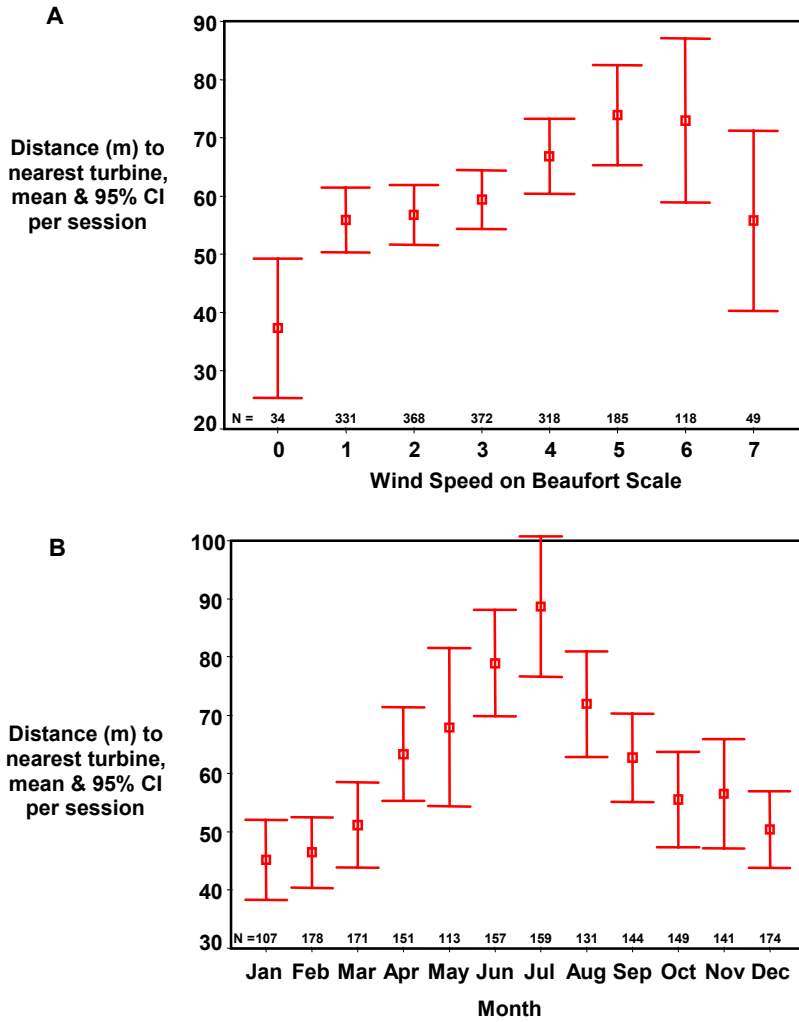 A
90
80
70
60
50
40
30
20
Distance (m) to
nearest turbine,
mean & 95% CI
per session
N = 34 331 368 372 318 185 118 49
0 1 2 3 4 5 6 7
Wind Speed on Beaufort Scale
B
100
90
80
70
60
50
40
30
Distance (m) to
nearest turbine,
mean & 95% CI
per session
N =107 178 171 151 113 157 159 131 144 149 141 174
Jan Feb Mar Apr May Jun Jul Aug Sep Oct Nov Dec
Month